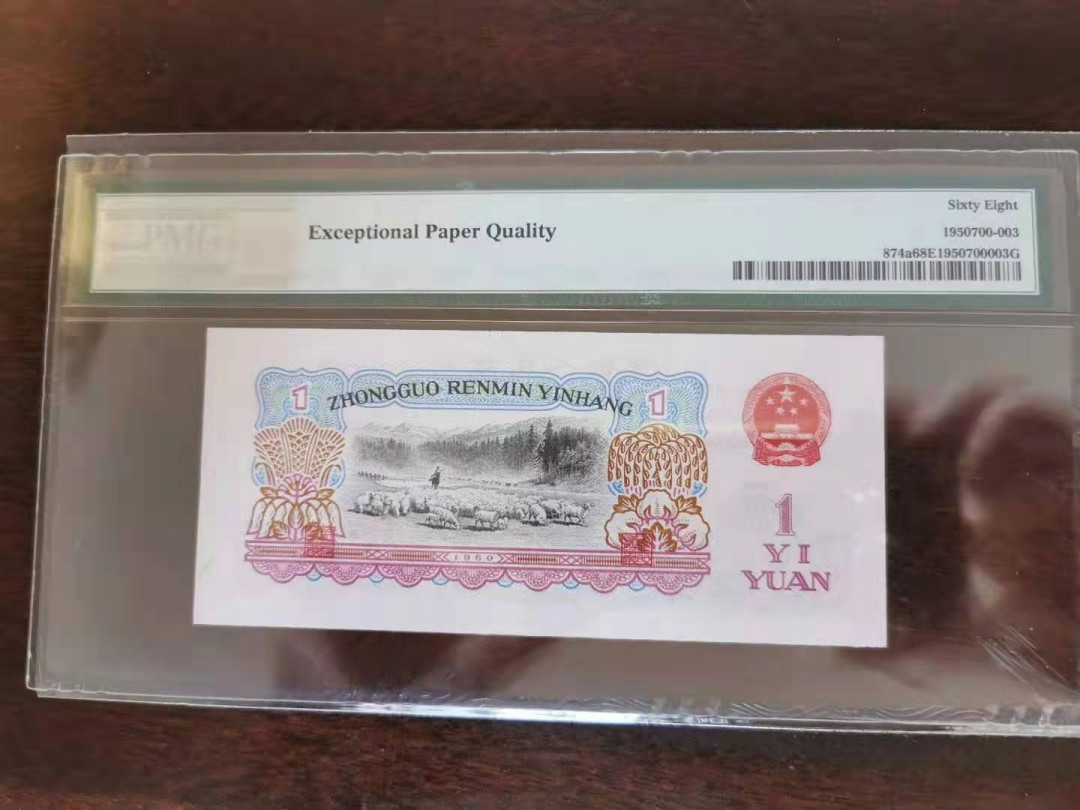 Sixty Eight
Exceptional Paper Quality
1950700-003
874a68E1950700003G
1
ZHONGGUO RENMIN YINHANG
1
1
YI
YUAN
1960